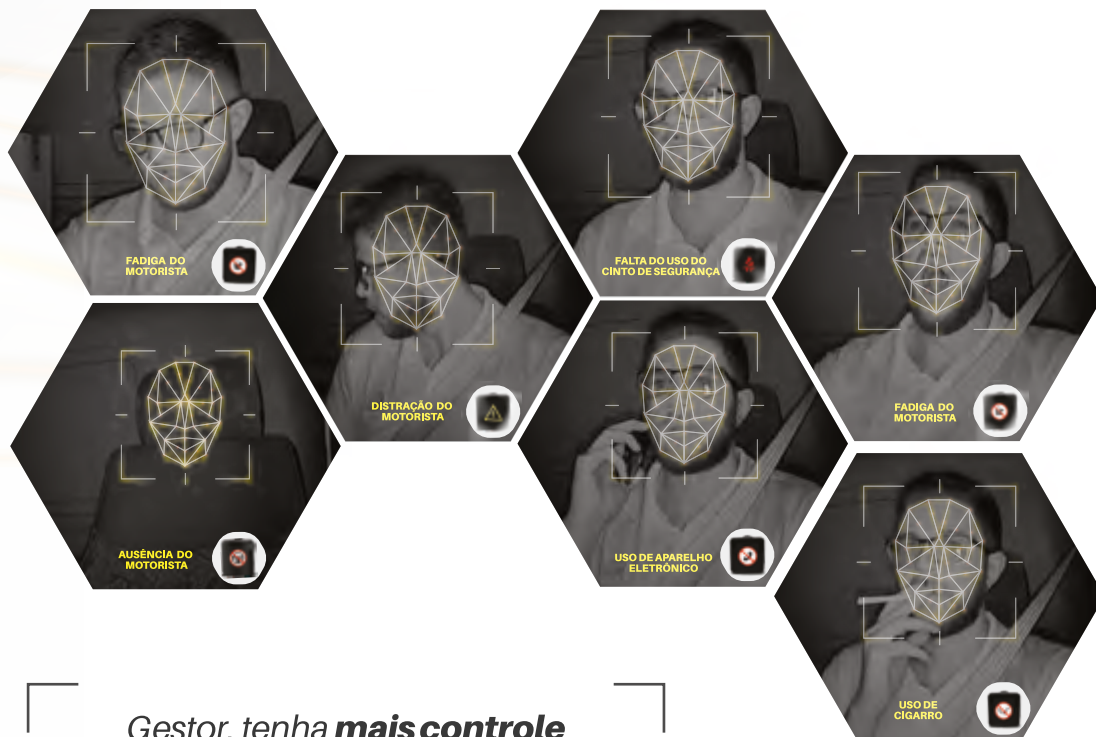 FADIGA DO
MOTORISTA
FALTA DO USO DO
CINTO DE SEGURANÇA
DISTRAÇÃO DO
MOTORISTA
FADIGA DO
MOTORISTA
AUSÊNCIA DO
MOTORISTA
USO DE APARELHO
ELETRÔNICO
USO DE
CIGARRO
Gestor, tenha mais controle